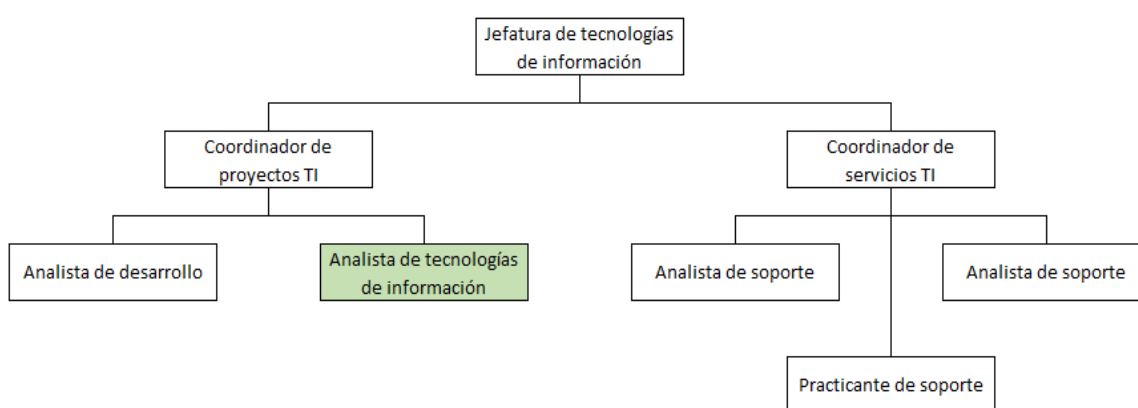 Jefatura de tecnologías
de información
Coordinador de
proyectos TI
Coordinador de
servicios TI
Analista de desarrollo
Analista de tecnologías
de información
Analista de soporte
Analista de soporte
Practicante de soporte